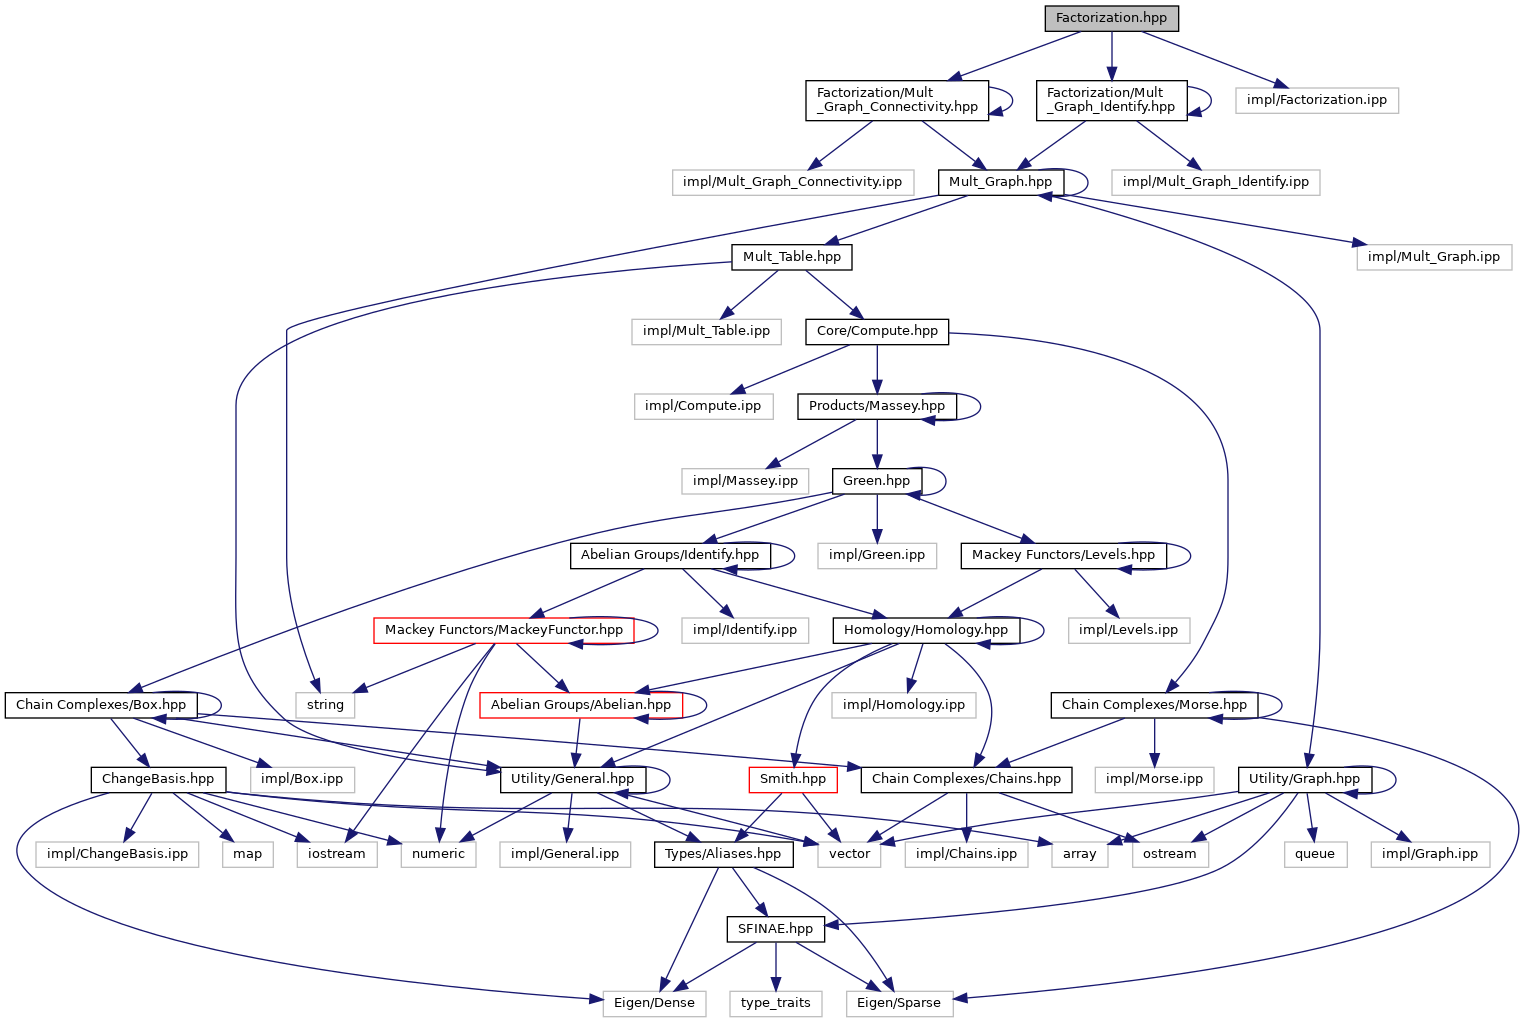 Factorization.hpp
Factorization/Mult
_Graph_Connectivity.hpp
Factorization/Mult
_Graph_Identify.hpp
impl/Factorization.ipp
impl/Mult_Graph_Connectivity.ipp
Mult_Graph.hpp
impl/Mult_Graph_Identify.ipp
Mult_Table.hpp
impl/Mult_Graph.ipp
impl/Mult_Table.ipp
Core/Compute.hpp
impl/Compute.ipp
Products/Massey.hpp
impl/Massey.ipp
Green.hpp
Abelian Groups/Identify.hpp
impl/Green.ipp
Mackey Functors/Levels.hpp
Mackey Functors/MackeyFunctor.hpp
impl/Identify.ipp
Homology/Homology.hpp
impl/Levels.ipp
Chain Complexes/Box.hpp
string
Abelian Groups/Abelian.hpp
impl/Homology.ipp
Chain Complexes/Morse.hpp
ChangeBasis.hpp
impl/Box.ipp
Utility/General.hpp
Smith.hpp
Chain Complexes/Chains.hpp
impl/Morse.ipp
Utility/Graph.hpp
impl/ChangeBasis.ipp
map
iostream
numeric
impl/General.ipp
Types/Aliases.hpp
vector
impl/Chains.ipp
array
ostream
queue
impl/Graph.ipp
SFINAE.hpp
Eigen/Dense
type_traits
Eigen/Sparse